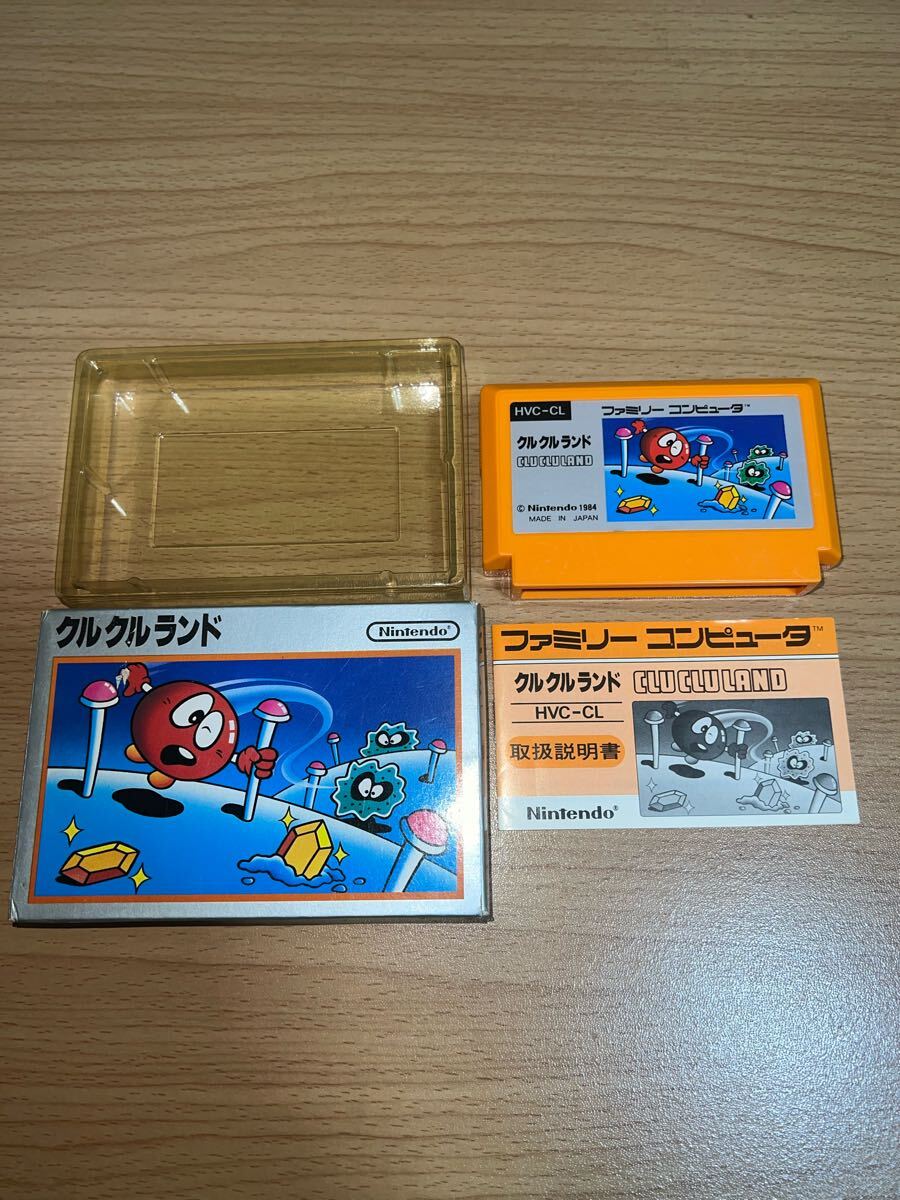 HVC-CL
ファミリー コンピュータ™
クルクルランド
CLU CLU LAND
© Nintendo 1984
MADE IN JAPAN
クルクルランド
Nintendo®
ファミリー コンピュータ™
クルクルランド CLU CLU LAND
HVC-CL
取扱説明書
Nintendo®